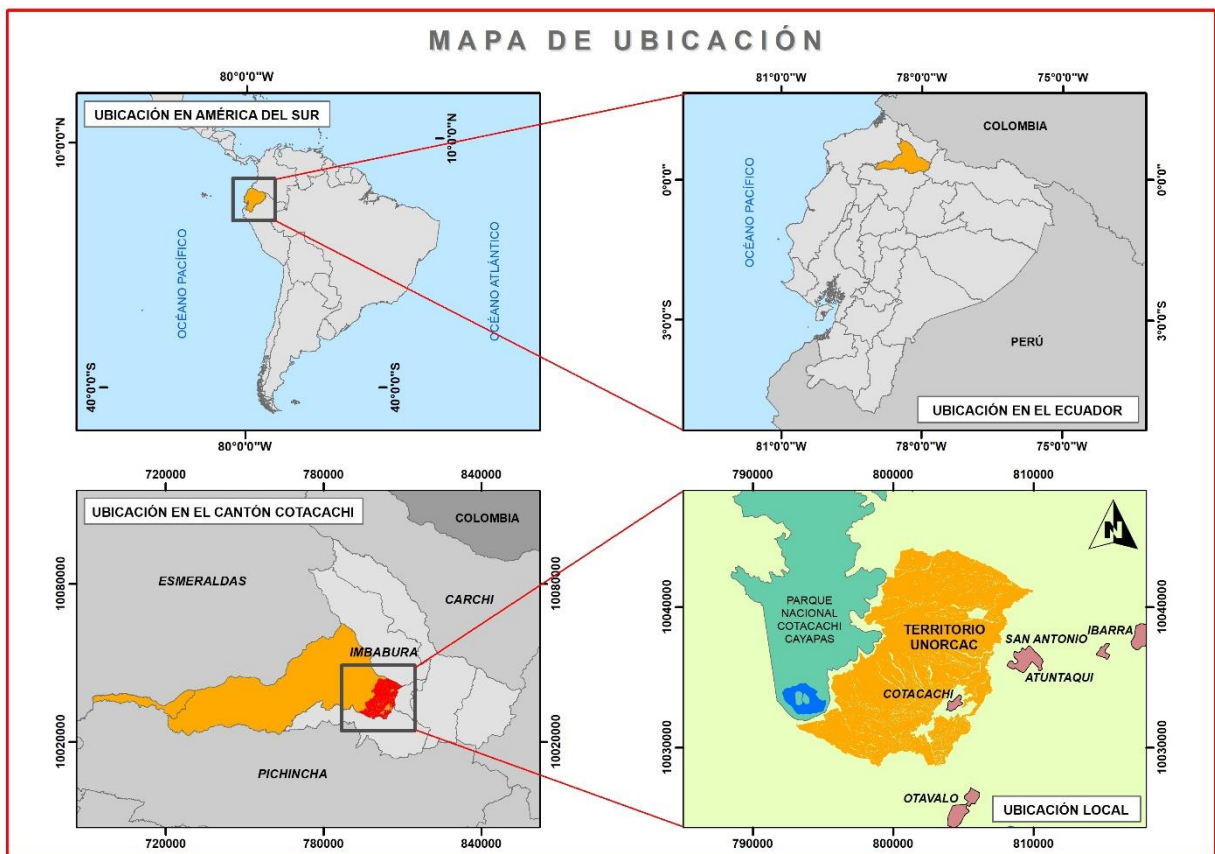 MAPA DE UBICACIÓN
80°0'0"W
UBICACIÓN EN AMÉRICA DEL SUR
10°0'0"N
10°0'0"N
OCÉANO PACÍFICO
OCÉANO ATLÁNTICO
40°0'0"S
40°0'0"S
80°0'0"W
81°0'0"W
78°0'0"W
75°0'0"W
COLOMBIA
OCÉANO PACÍFICO
0°0'0"
0°0'0"
3°0'0"S
3°0'0"S
PERÚ
UBICACIÓN EN EL ECUADOR
81°0'0"W
78°0'0"W
75°0'0"W
720000
780000
840000
UBICACIÓN EN EL CANTÓN COTACACHI
COLOMBIA
ESMERALDAS
CARCHI
10080000
10080000
IMBABURA
10020000
10020000
PICHINCHA
720000
780000
840000
790000
800000
810000
N
PARQUE
NACIONAL
COTACACHI
CAYAPAS
TERRITORIO
UNORCAC
10040000
10040000
IBARRA
SAN ANTONIO
ATUNTAQUI
COTACACHI
10030000
10030000
OTAVALO
UBICACIÓN LOCAL
790000
800000
810000